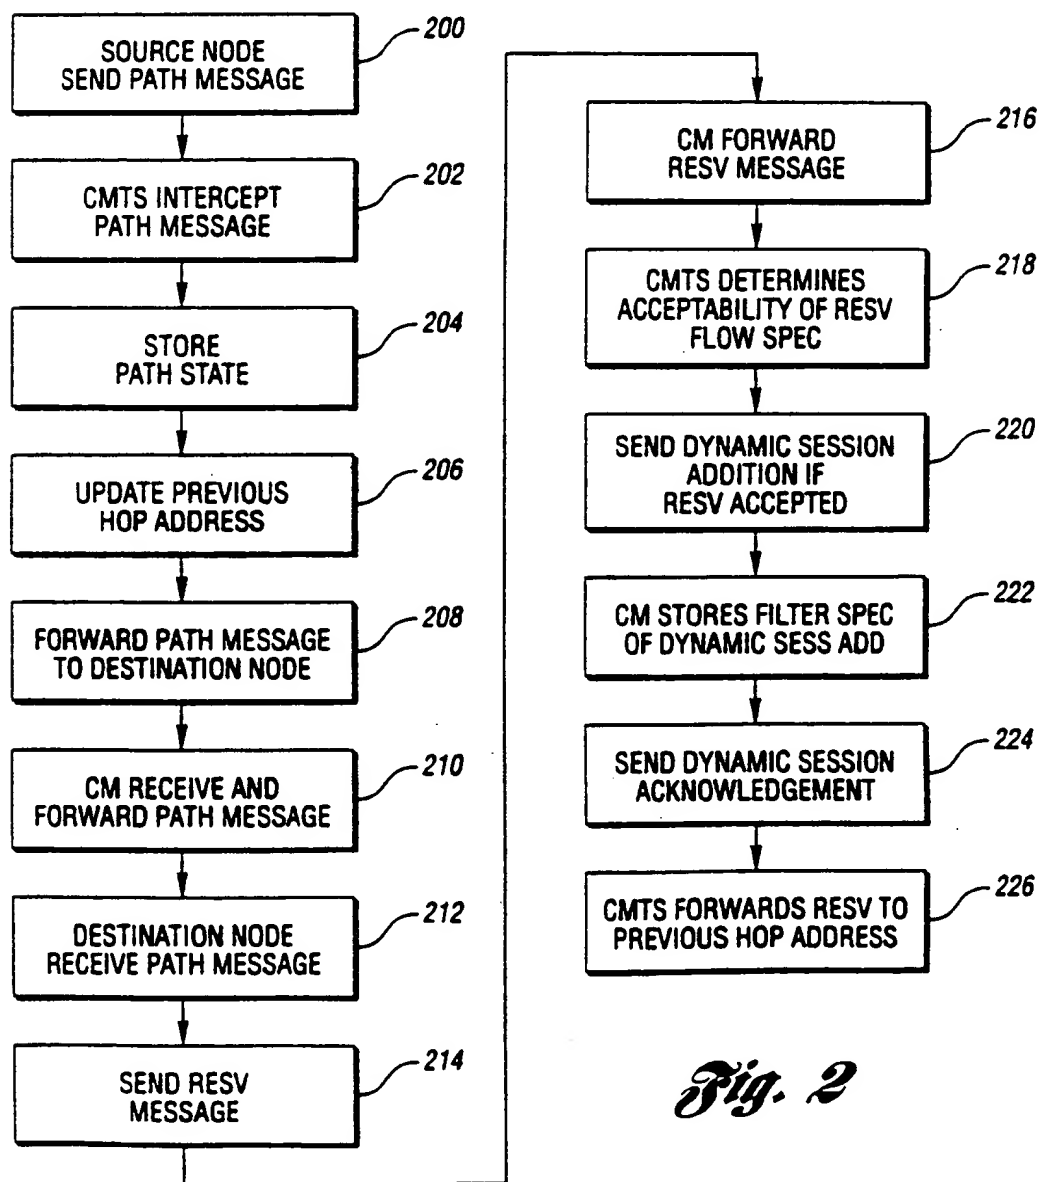 SOURCE NODE
SEND PATH MESSAGE
200
CMTS INTERCEPT
PATH MESSAGE
202
STORE
PATH STATE
204
UPDATE PREVIOUS
HOP ADDRESS
206
FORWARD PATH MESSAGE
TO DESTINATION NODE
208
CM RECEIVE AND
FORWARD PATH MESSAGE
210
DESTINATION NODE
RECEIVE PATH MESSAGE
212
SEND RESV
MESSAGE
214
CM FORWARD
RESV MESSAGE
216
CMTS DETERMINES
ACCEPTABILITY OF RESV
FLOW SPEC
218
SEND DYNAMIC SESSION
ADDITION IF
RESV ACCEPTED
220
CM STORES FILTER SPEC
OF DYNAMIC SESS ADD
222
SEND DYNAMIC SESSION
ACKNOWLEDGEMENT
224
CMTS FORWARDS RESV TO
PREVIOUS HOP ADDRESS
226
Fig. 2